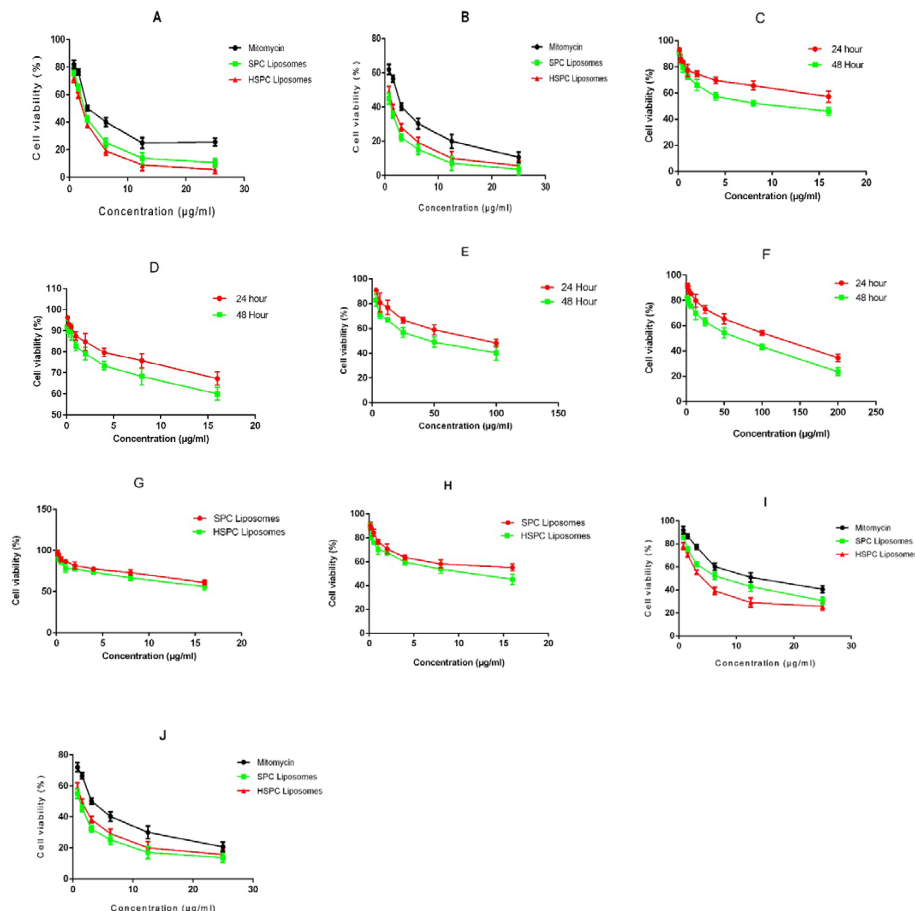 A
Cell viability (%)
100
80
60
40
20
0
0
10
20
30
Concentration (µg/ml)
Mitomycin
SPC Liposomes
HSPC Liposomes
B
Cell viability (%)
80
60
40
20
0
0
10
20
30
Concentration (µg/ml)
Mitomycin
SPC Liposomes
HSPC Liposomes
C
Cell viability (%)
100
80
60
40
20
0
0
5
10
15
20
Concentration (µg/ml)
24 hour
48 Hour
D
Cell viability (%)
110
100
90
80
70
60
50
0
5
10
15
20
Concentration (µg/ml)
24 hour
48 Hour
E
Cell viability (%)
100
80
60
40
20
0
0
50
100
150
Concentration (µg/ml)
24 Hour
48 Hour
F
Cell viability (%)
100
80
60
40
20
0
0
50
100
150
200
250
Concentration (µg/ml)
24 hour
48 hour
G
Cell viability (%)
150
100
50
0
0
5
10
15
20
Concentration (µg/ml)
SPC Liposomes
HSPC Liposomes
H
Cell viability (%)
100
80
60
40
20
0
0
5
10
15
20
Concentration (µg/ml)
SPC Liposomes
HSPC Liposomes
I
Cell viability (%)
100
80
60
40
20
0
0
10
20
30
Concentration (µg/ml)
Mitomycin
SPC Liposomes
HSPC Liposomes
J
Cell viability (%)
80
60
40
20
0
0
10
20
30
Concentration (µg/ml)
Mitomycin
SPC Liposomes
HSPC Liposomes